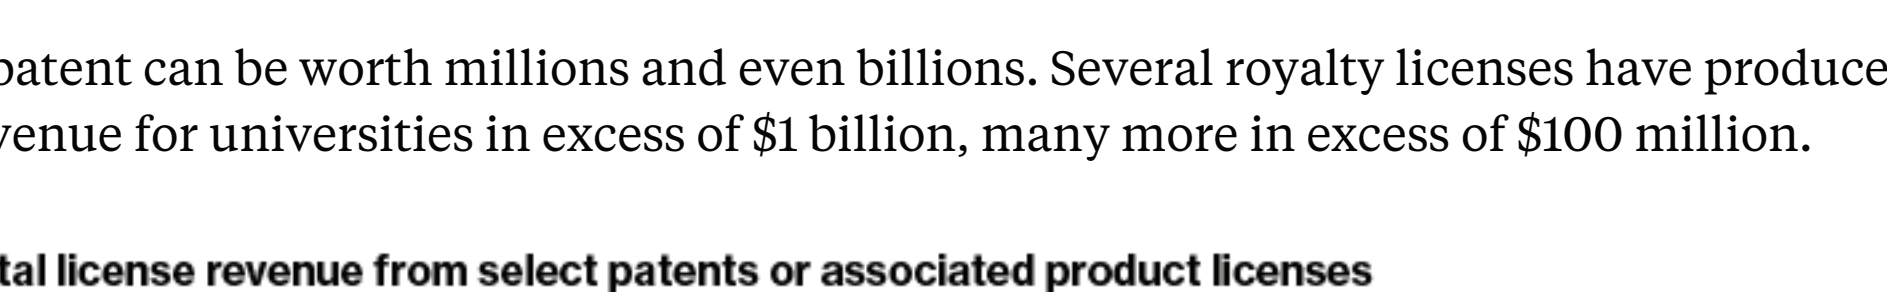 patent can be worth millions and even billions. Several royalty licenses have produce
venue for universities in excess of $1 billion, many more in excess of $100 million.
tal license revenue from select patents or associated product licenses